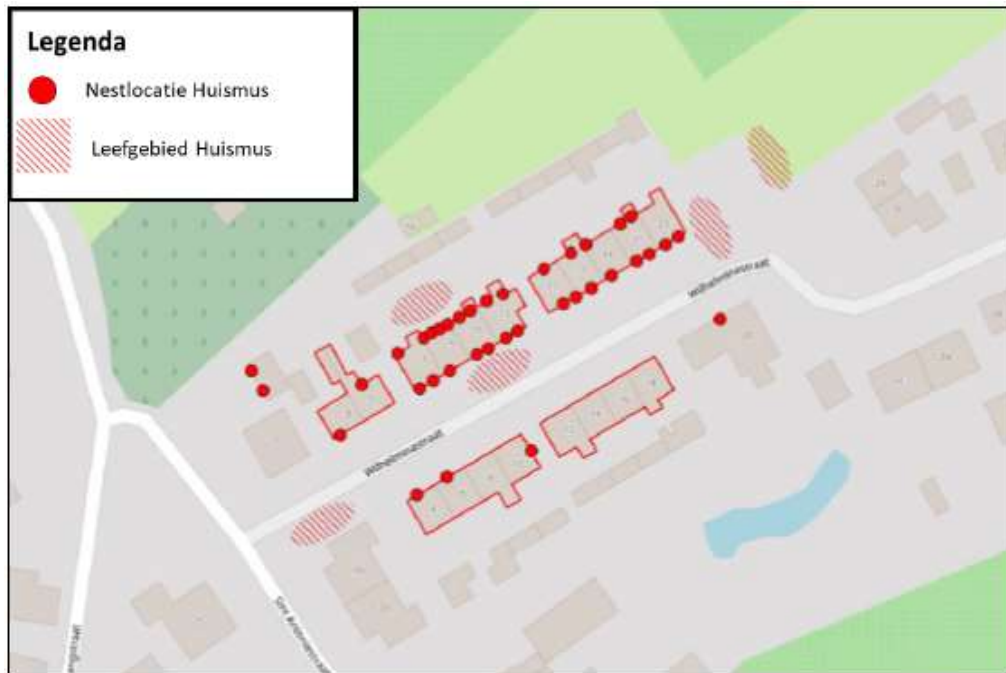 Legenda
Nestlocatie Huismus
Leefgebied Huismus
Wilhelminastraat
Wilhelminastraat